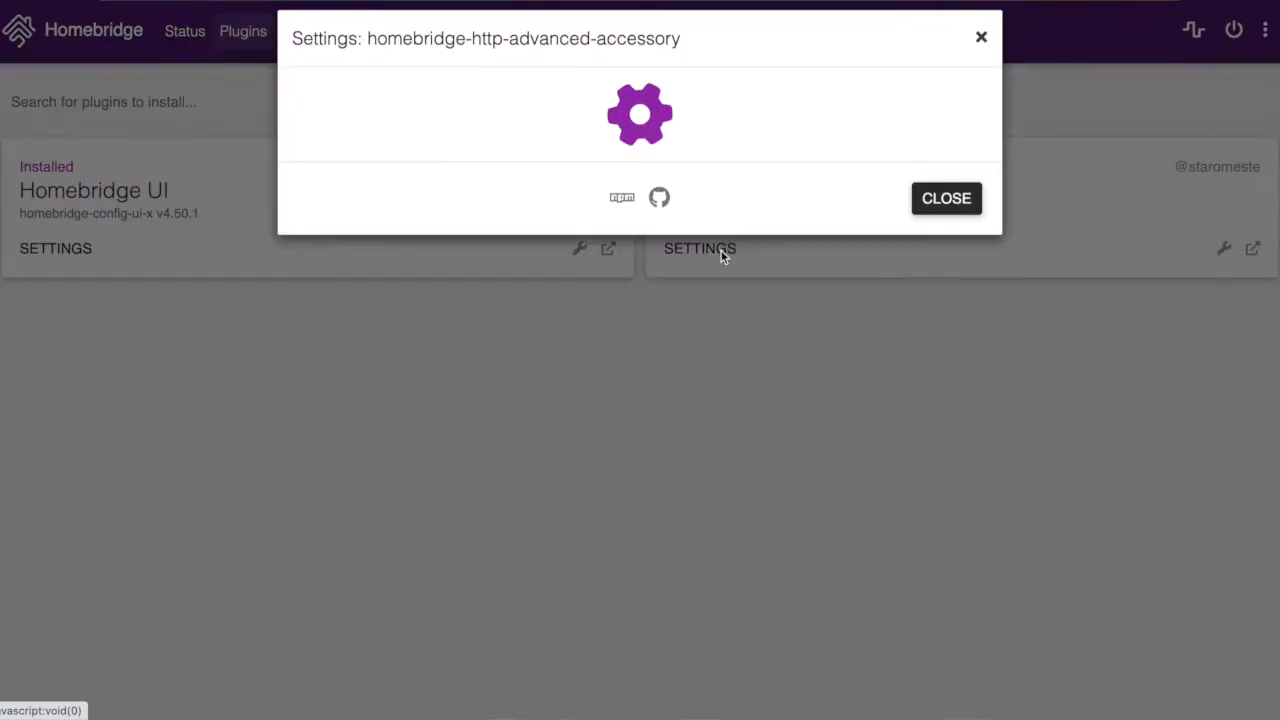 Homebridge
Status
Plugins
Settings: homebridge-http-advanced-accessory
×
Search for plugins to install...
npm
CLOSE
Installed
Homebridge UI
homebridge-config-ui-x v4.50.1
SETTINGS
@staromeste
SETTINGS
avascript:void(0)